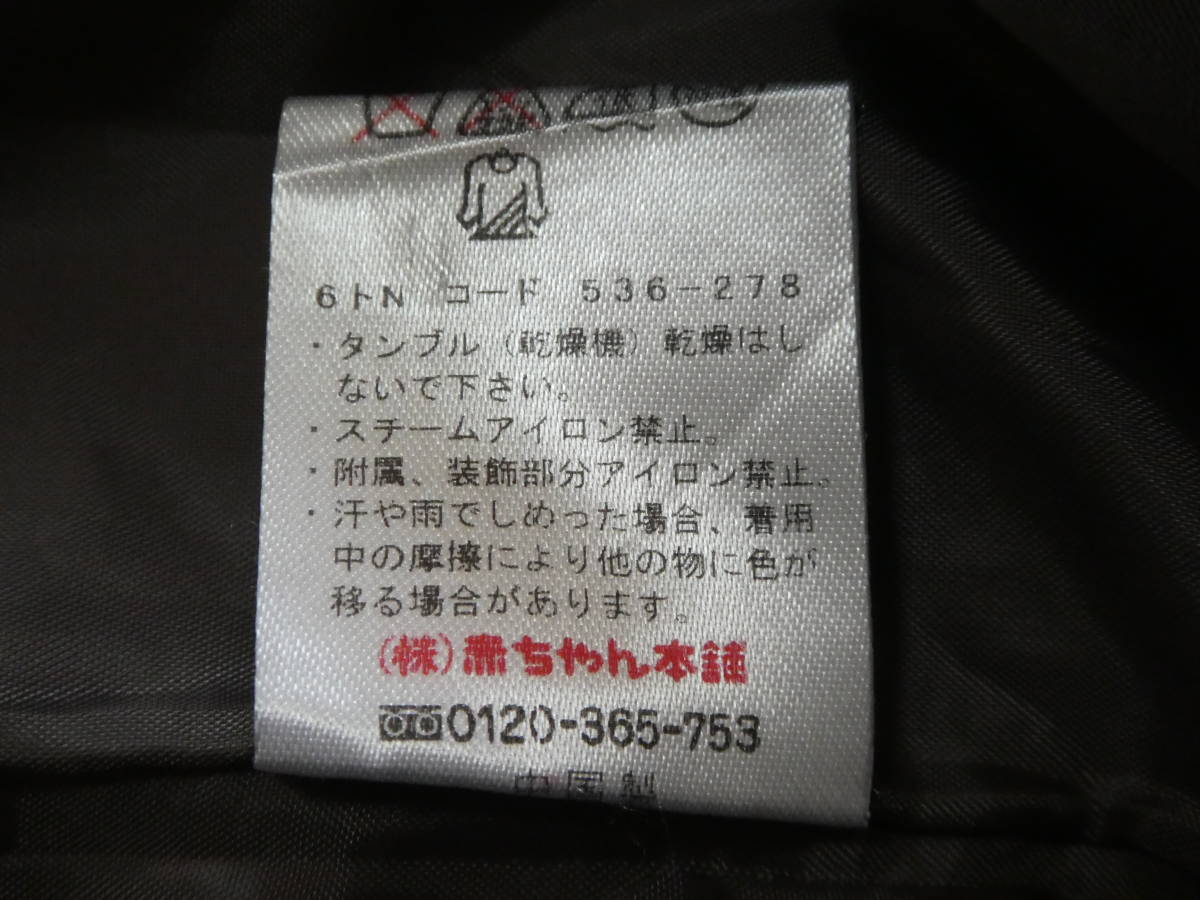 6トN コード 536-278
・タンブル（乾燥機）乾燥はし
ないで下さい。
・スチームアイロン禁止。
・附属、装飾部分アイロン禁止。
・汗や雨でしめった場合、着用
中の摩擦により他の物に色が
移る場合があります。
(株)赤ちゃん本舗
0120-365-753
中国製